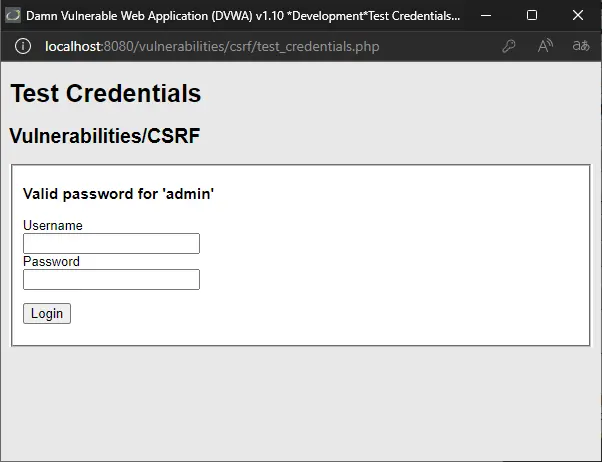 Damn Vulnerable Web Application (DVWA) v1.10 *Development*Test Credentials...
localhost:8080/vulnerabilities/csrf/test_credentials.php
Test Credentials
Vulnerabilities/CSRF
Valid password for 'admin'
Username
Password
Login